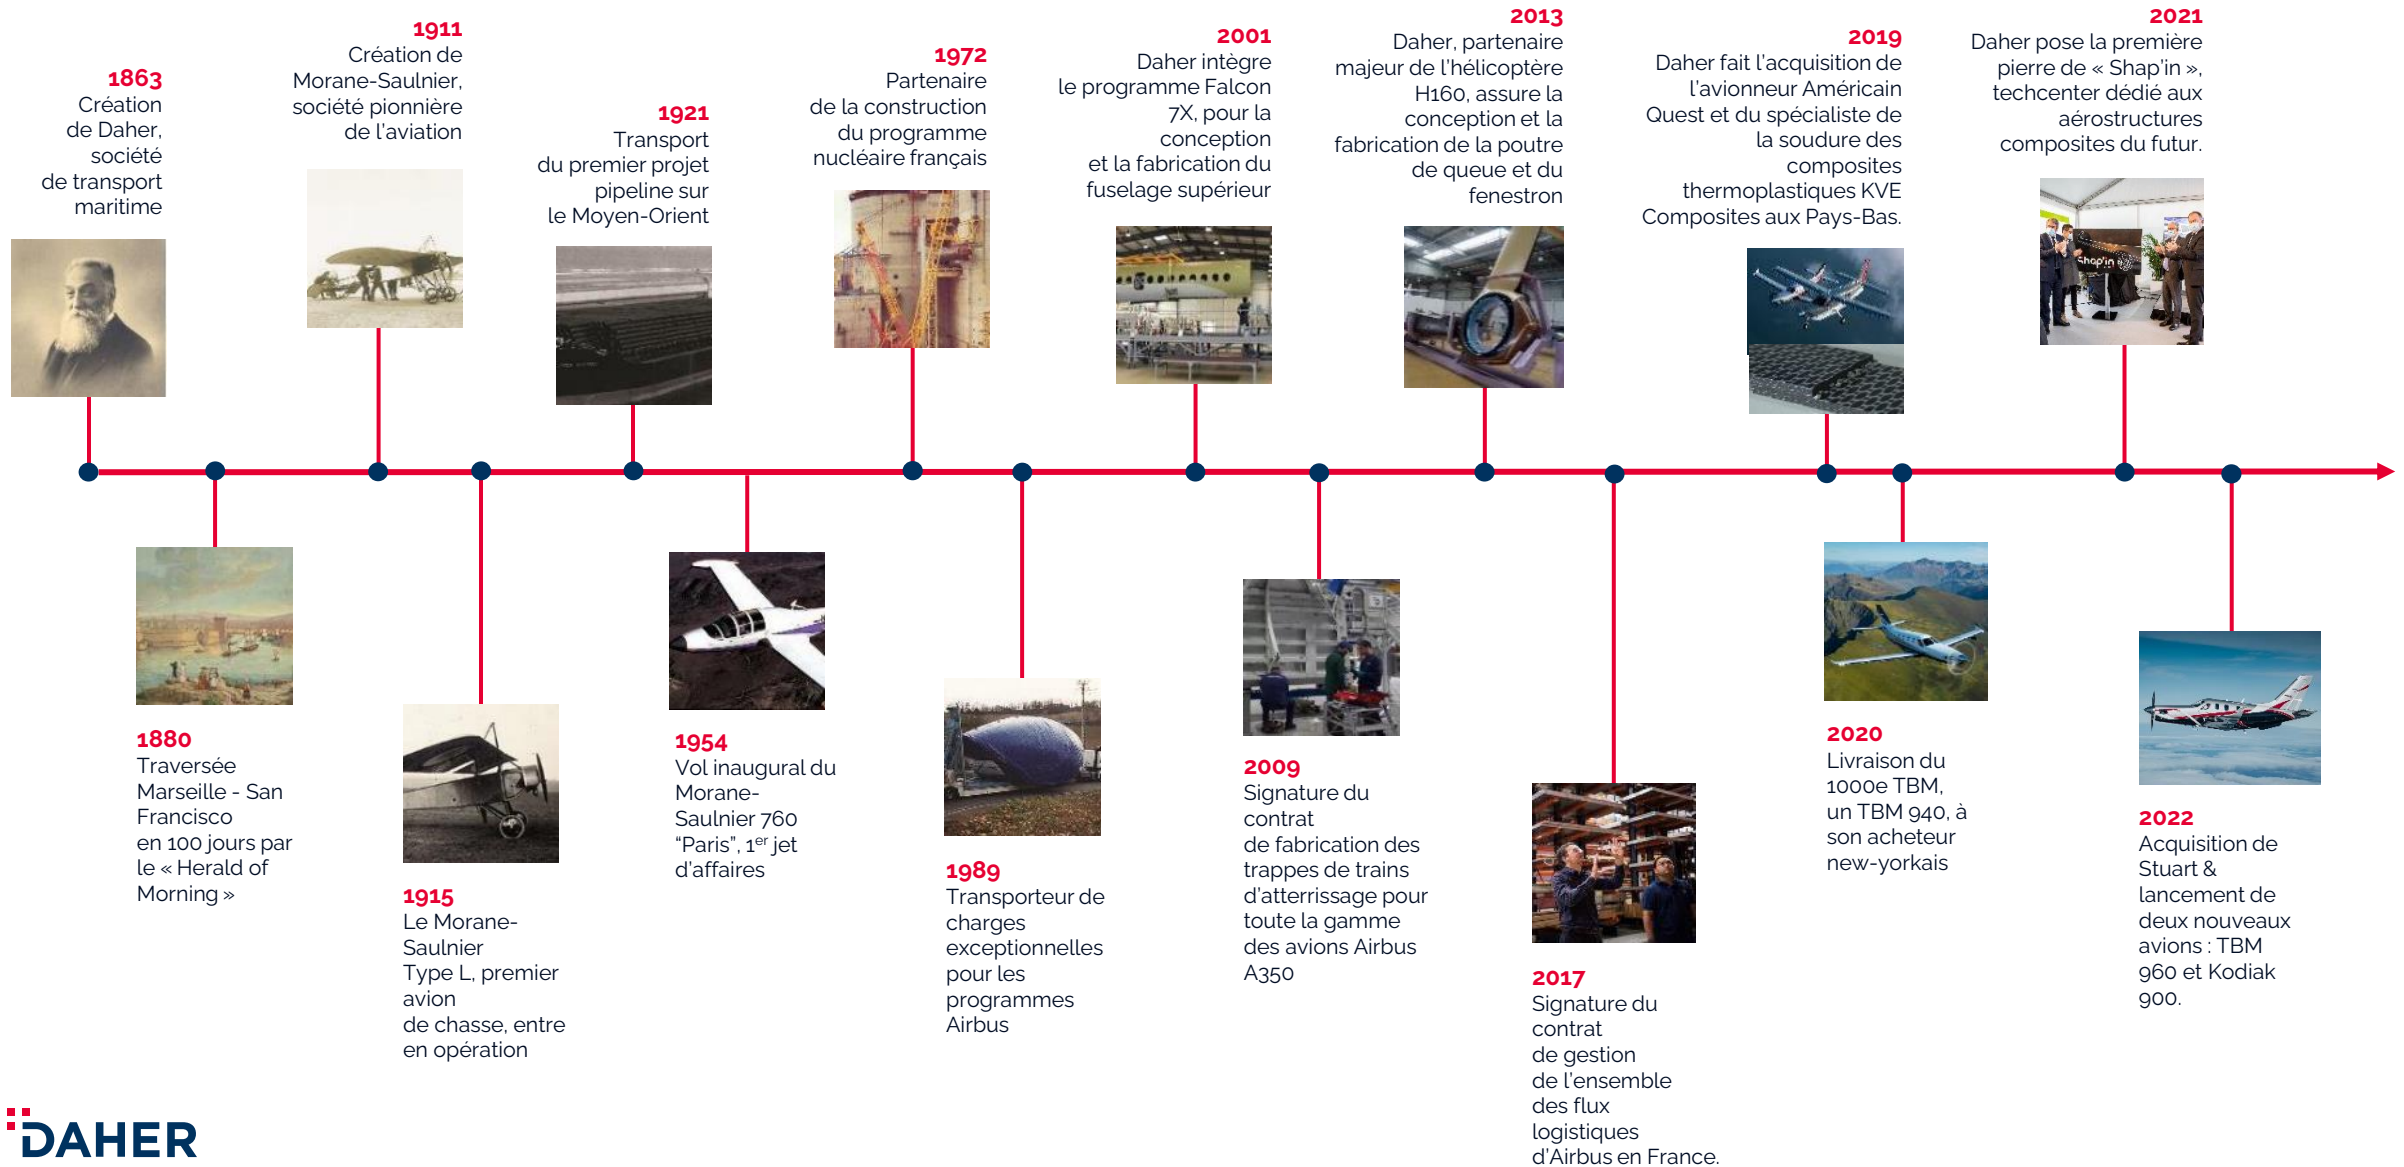 1863
Création
de Daher,
société
de transport
maritime
1911
Création de
Morane-Saulnier,
société pionnière
de l'aviation
1921
Transport
du premier projet
pipeline sur
le Moyen-Orient
1972
Partenaire
de la construction
du programme
nucléaire français
2001
Daher intègre
le programme Falcon
7X, pour la
conception
et la fabrication du
fuselage supérieur
2013
Daher, partenaire
majeur de l'hélicoptère
H160, assure la
conception et la
fabrication de la poutre
de queue et du
fenestron
2019
Daher fait l'acquisition de
l'avionneur Américain
Quest et du spécialiste de
la soudure des
composites
thermoplastiques KVE
Composites aux Pays-Bas.
2021
Daher pose la première
pierre de « Shap'in »,
techcenter dédié aux
aérostructures
composites du futur.
Shap'in
1880
Traversée
Marseille - San
Francisco
en 100 jours par
le « Herald of
Morning »
1915
Le Morane-
Saulnier
Type L, premier
avion
de chasse, entre
en opération
1954
Vol inaugural du
Morane-
Saulnier 760
“Paris”, 1er jet
d'affaires
1989
Transporteur de
charges
exceptionnelles
pour les
programmes
Airbus
2009
Signature du
contrat
de fabrication des
trappes de trains
d'atterrissage pour
toute la gamme
des avions Airbus
A350
2017
Signature du
contrat
de gestion
de l'ensemble
des flux
logistiques
d'Airbus en France.
2020
Livraison du
1000e TBM,
un TBM 940, à
son acheteur
new-yorkais
2022
Acquisition de
Stuart &
lancement de
deux nouveaux
avions : TBM
960 et Kodiak
900.
DAHER